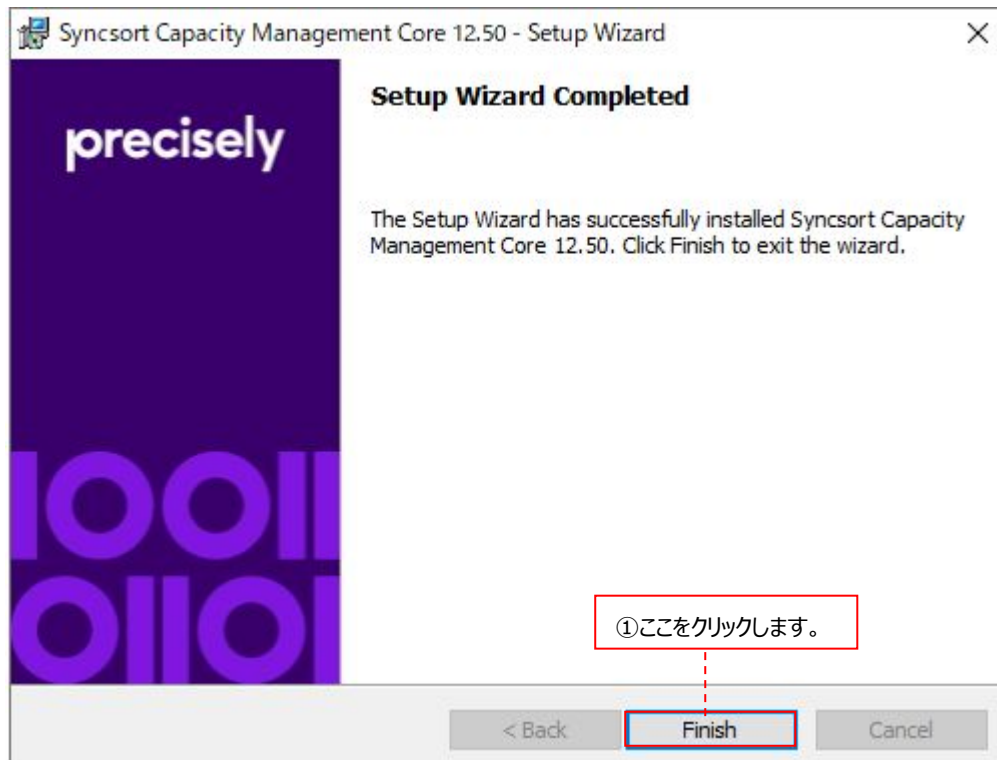 Syncsort Capacity Management Core 12.50 - Setup Wizard
precisely
Setup Wizard Completed
The Setup Wizard has successfully installed Syncsort Capacity
Management Core 12.50. Click Finish to exit the wizard.
①ここをクリックします。
< Back
Finish
Cancel